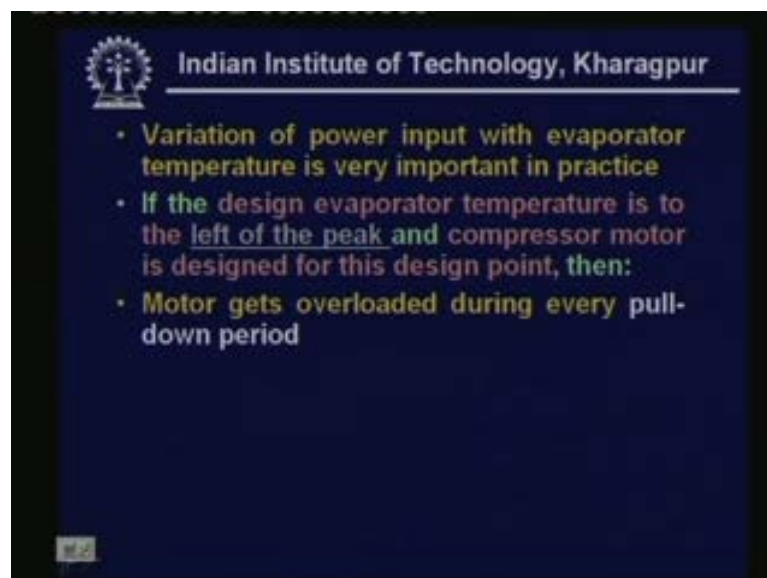 Indian Institute of Technology, Kharagpur
• Variation of power input with evaporator
temperature is very important in practice
• If the design evaporator temperature is to
the left of the peak and compressor motor
is designed for this design point, then:
• Motor gets overloaded during every pull-
down period